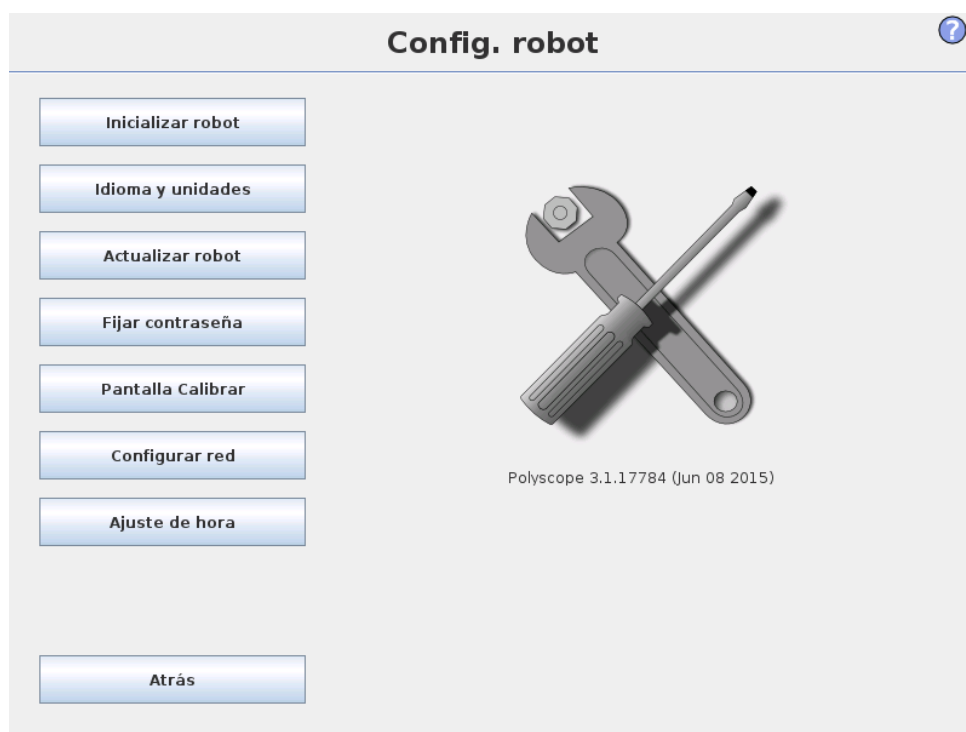 Config. robot
?
Inicializar robot
Idioma y unidades
Actualizar robot
Fijar contraseña
Pantalla Calibrar
Configurar red
Ajuste de hora
Polyscope 3.1.17784 (Jun 08 2015)
Atrás